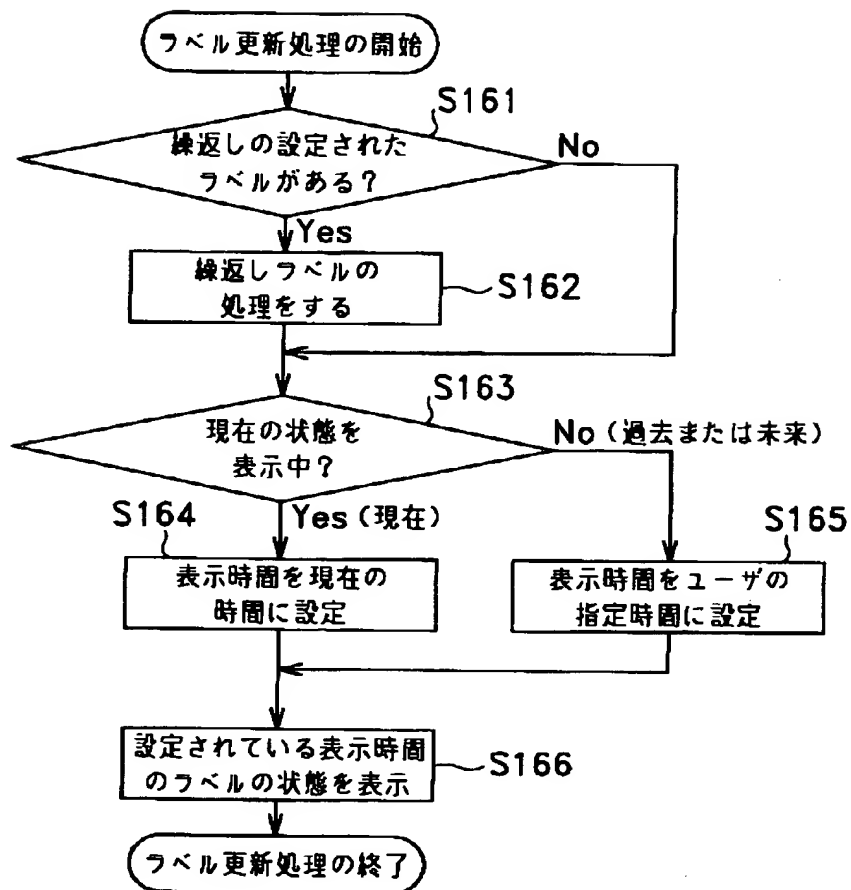 ラベル更新処理の開始
S161
繰返しの設定された
ラベルがある?
No
Yes
繰返しラベルの
処理をする
S162
S163
現在の状態を
表示中?
No(過去または未来)
S164
Yes(現在)
S165
表示時間を現在の
時間に設定
表示時間をユーザの
指定時間に設定
設定されている表示時間
のラベルの状態を表示
S166
ラベル更新処理の終了